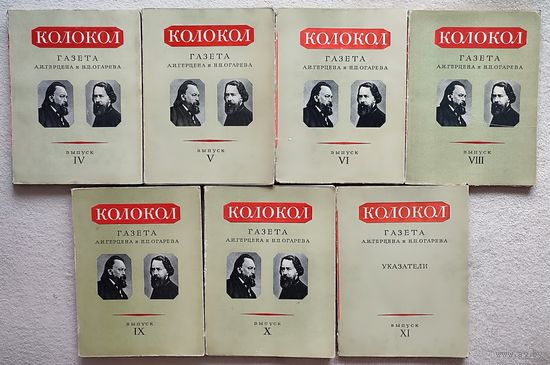 КОЛОКОЛ
ГАЗЕТА
А.И.ГЕРЦЕНА и Н.П.ОГАРЕВА
ВЫПУСК
IV
КОЛОКОЛ
ГАЗЕТА
А.И.ГЕРЦЕНА и Н.П.ОГАРЕВА
ВЫПУСК
V
КОЛОКОЛ
ГАЗЕТА
А.И.ГЕРЦЕНА и Н.П.ОГАРЕВА
ВЫПУСК
VI
КОЛОКОЛ
ГАЗЕТА
А.И.ГЕРЦЕНА и Н.П.ОГАРЕВА
ВЫПУСК
VIII
КОЛОКОЛ
ГАЗЕТА
А.И.ГЕРЦЕНА и Н.П.ОГАРЕВА
ВЫПУСК
IX
КОЛОКОЛ
ГАЗЕТА
А.И.ГЕРЦЕНА и Н.П.ОГАРЕВА
ВЫПУСК
X
КОЛОКОЛ
ГАЗЕТА
А.И.ГЕРЦЕНА и Н.П.ОГАРЕВА
УКАЗАТЕЛИ
ВЫПУСК
XI